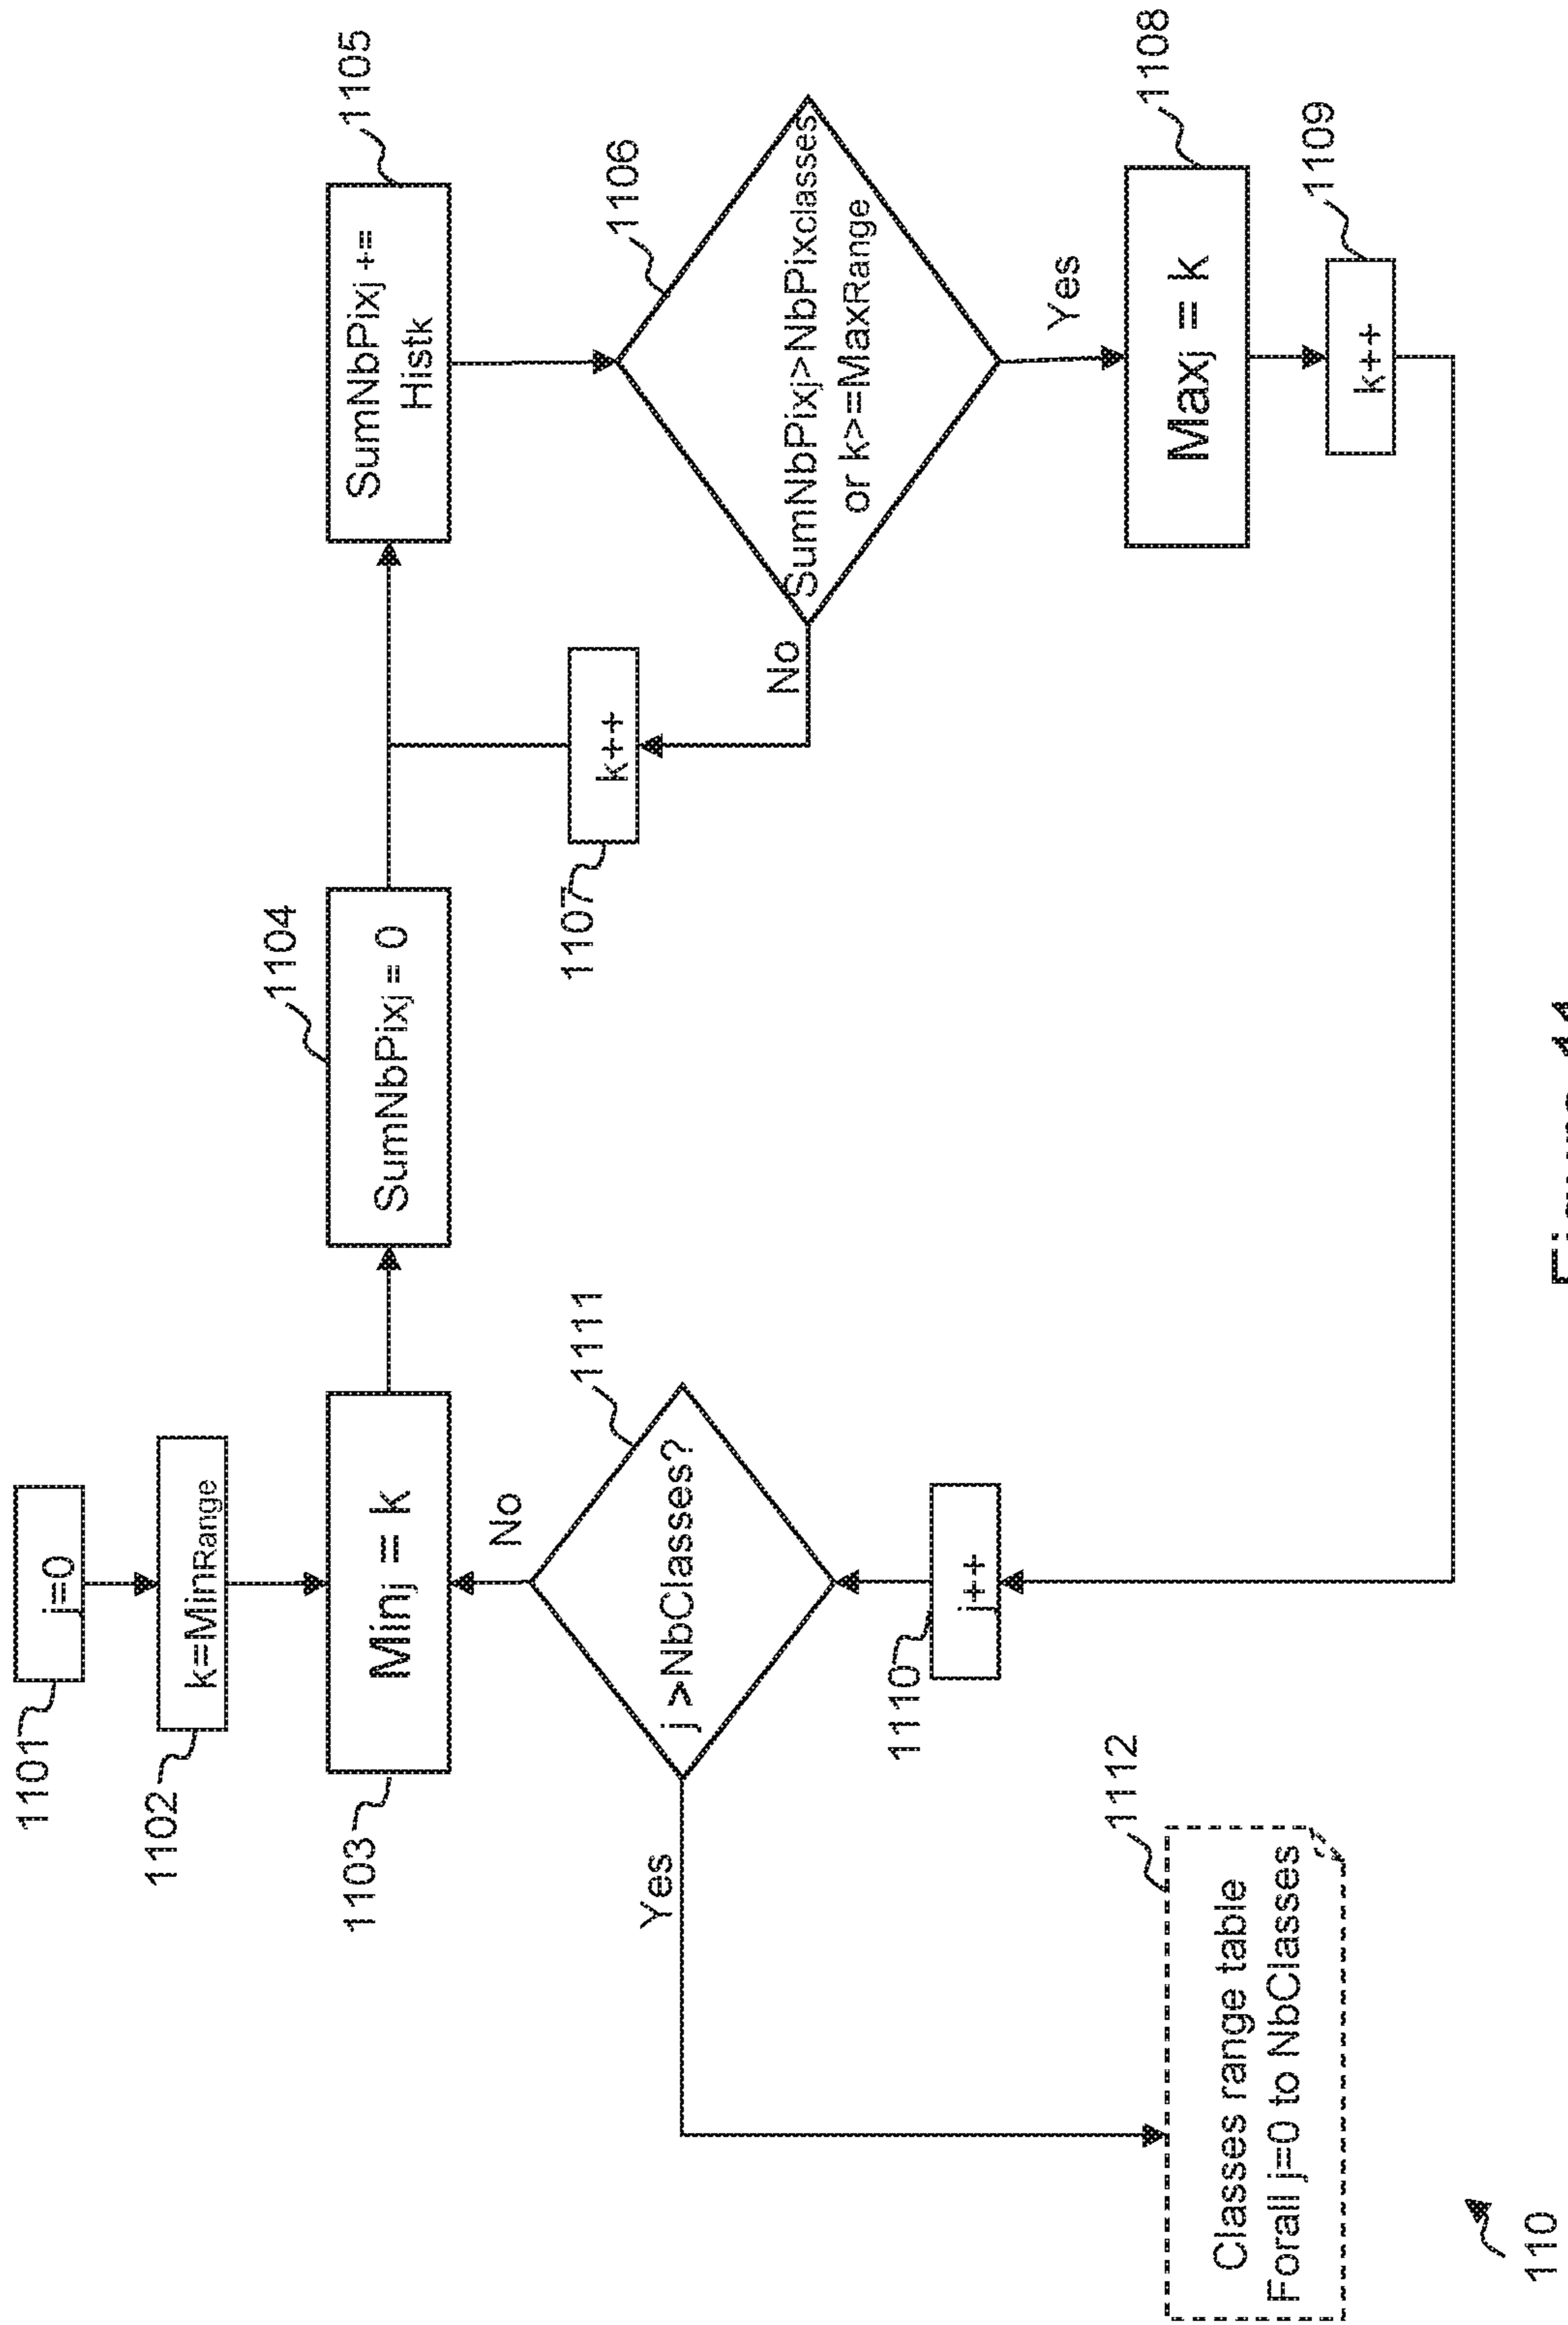 1101
j=0
1102
k=MinRange
1103
Minj = k
1104
SumNbPixj = 0
1105
SumNbPixj +=
Histk
1106
SumNbPixj>NbPixclasses
or k>=MaxRange
No
1107
k++
Yes
1108
Maxj = k
1109
k++
1110
j++
1111
j >NbClasses?
No
Yes
1112
Classes range table
Forall j=0 to NbClasses
110